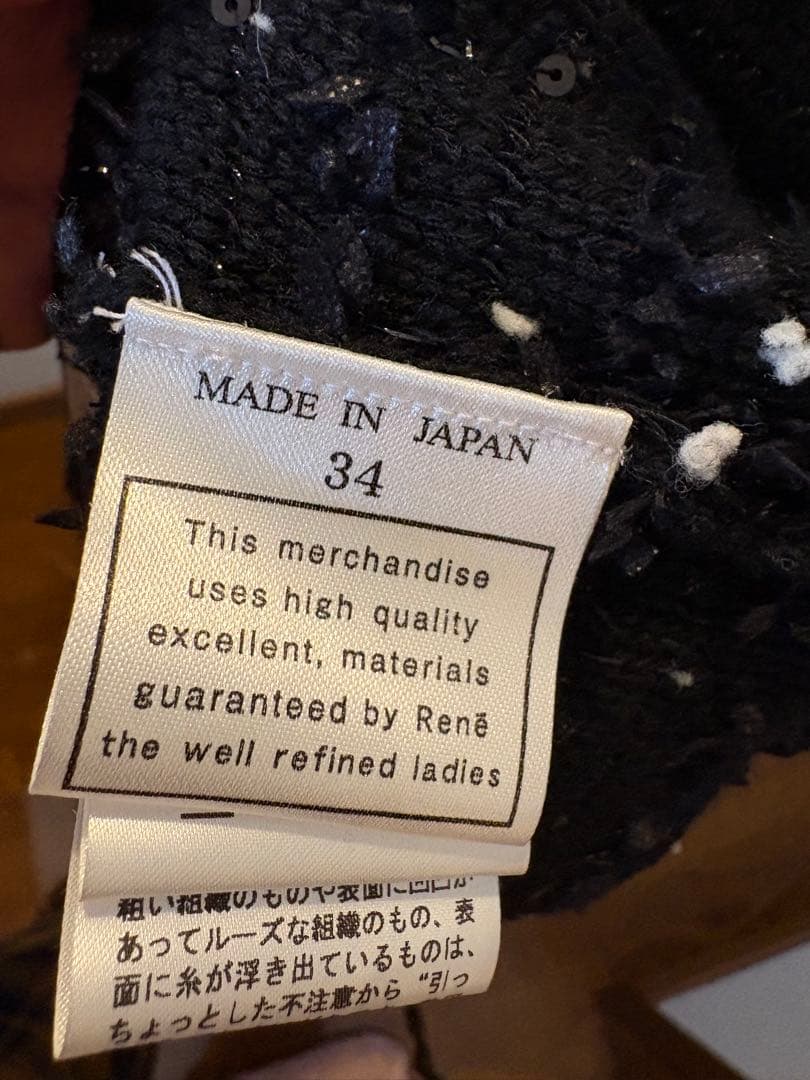 MADE IN JAPAN
34
This merchandise
uses high quality
excellent, materials
guaranteed by Renē
the well refined ladies
粗い組織のものや表面に凹凸が
あってルーズな組織のもの、表
面に糸が浮き出ているものは、
ちょっとした不注意から“引っ